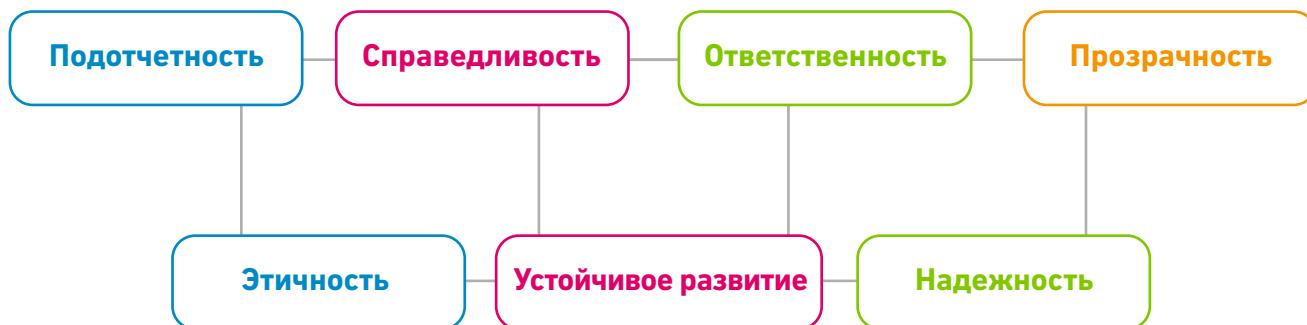 Подотчетность
Справедливость
Ответственность
Прозрачность
Этичность
Устойчивое развитие
Надежность